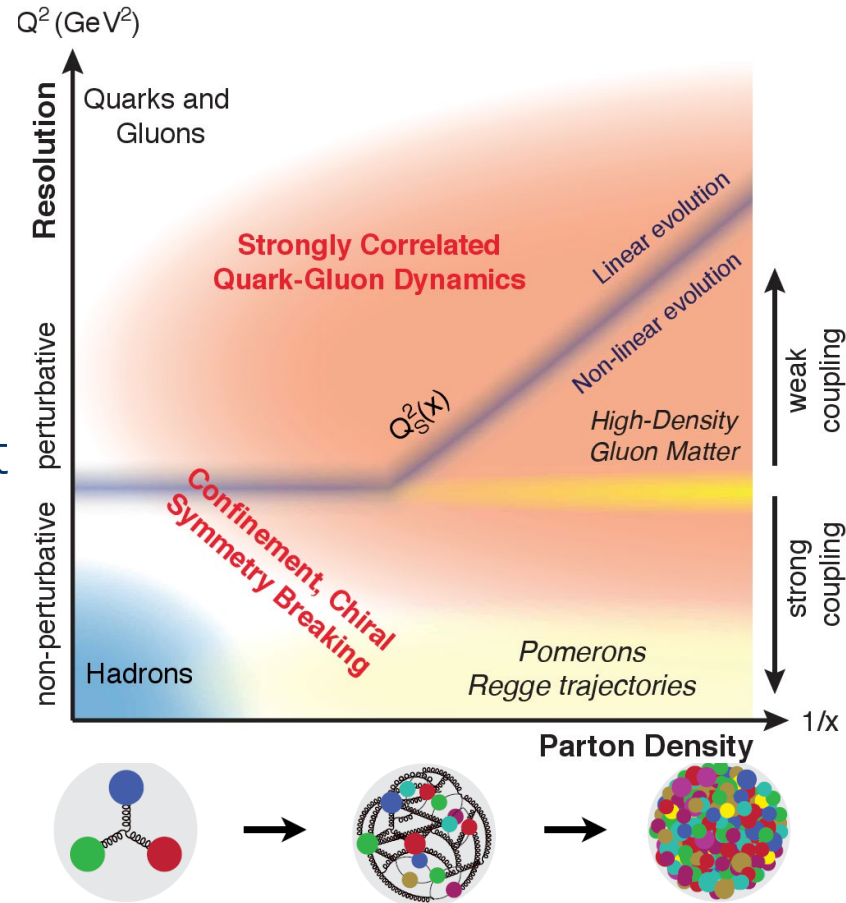 Q² (GeV²)
Resolution
Quarks and
Gluons
Strongly Correlated
Quark-Gluon Dynamics
Linear evolution
Non-linear evolution
Q²S(x)
High-Density
Gluon Matter
perturbative
non-perturbative
weak
coupling
strong
coupling
Confinement, Chiral
Symmetry Breaking
Hadrons
Pomerons
Regge trajectories
1/x
Parton Density